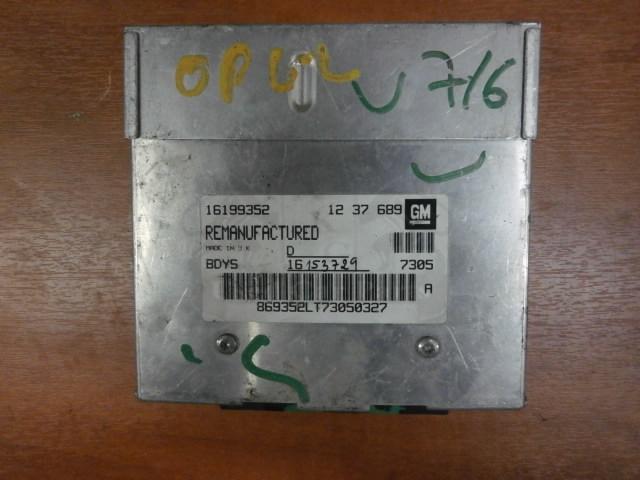 OPEL V 7/6
16199352 12 37 689 GM
REMANUFACTURED
MADE IN U K D
BDYS 16153729 7305
A
869352LT73050327